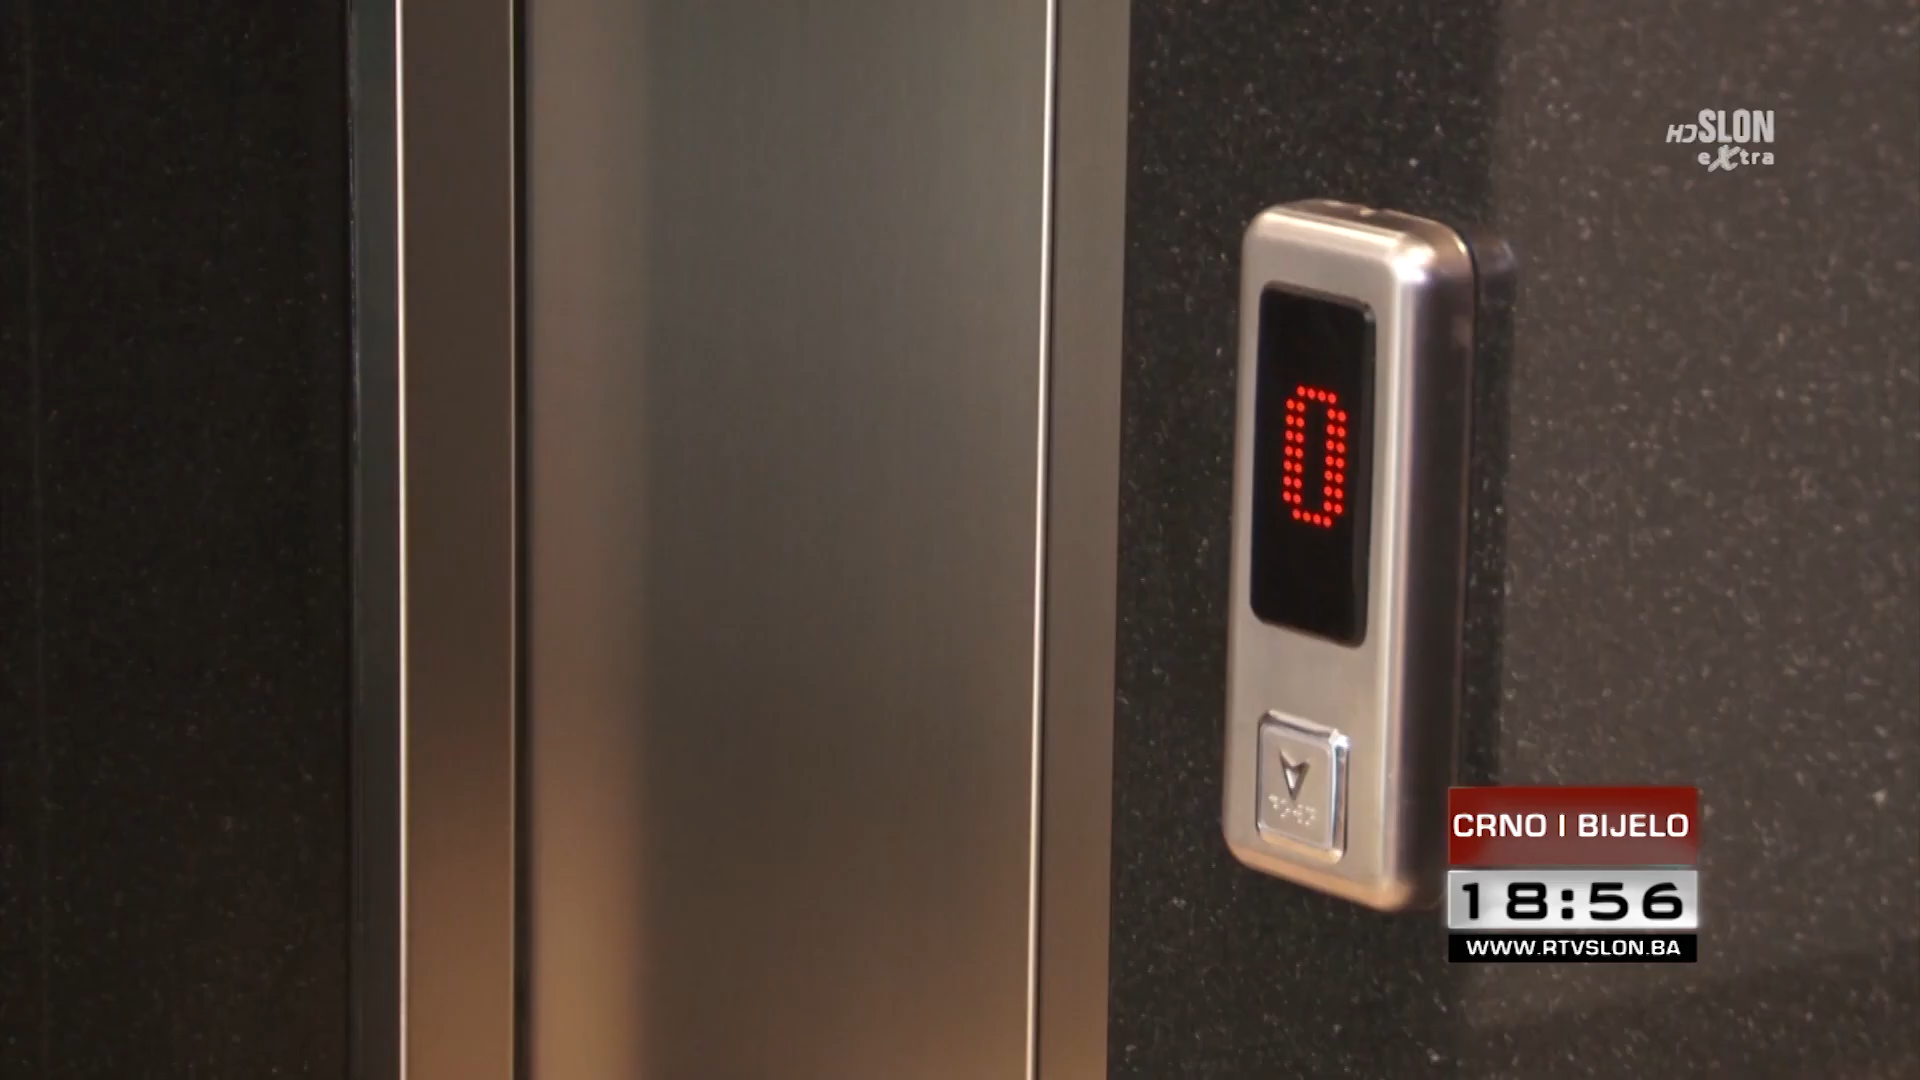 HD SLON
extra
0
CRNO I BIJELO
18:56
WWW.RTVSLON.BA